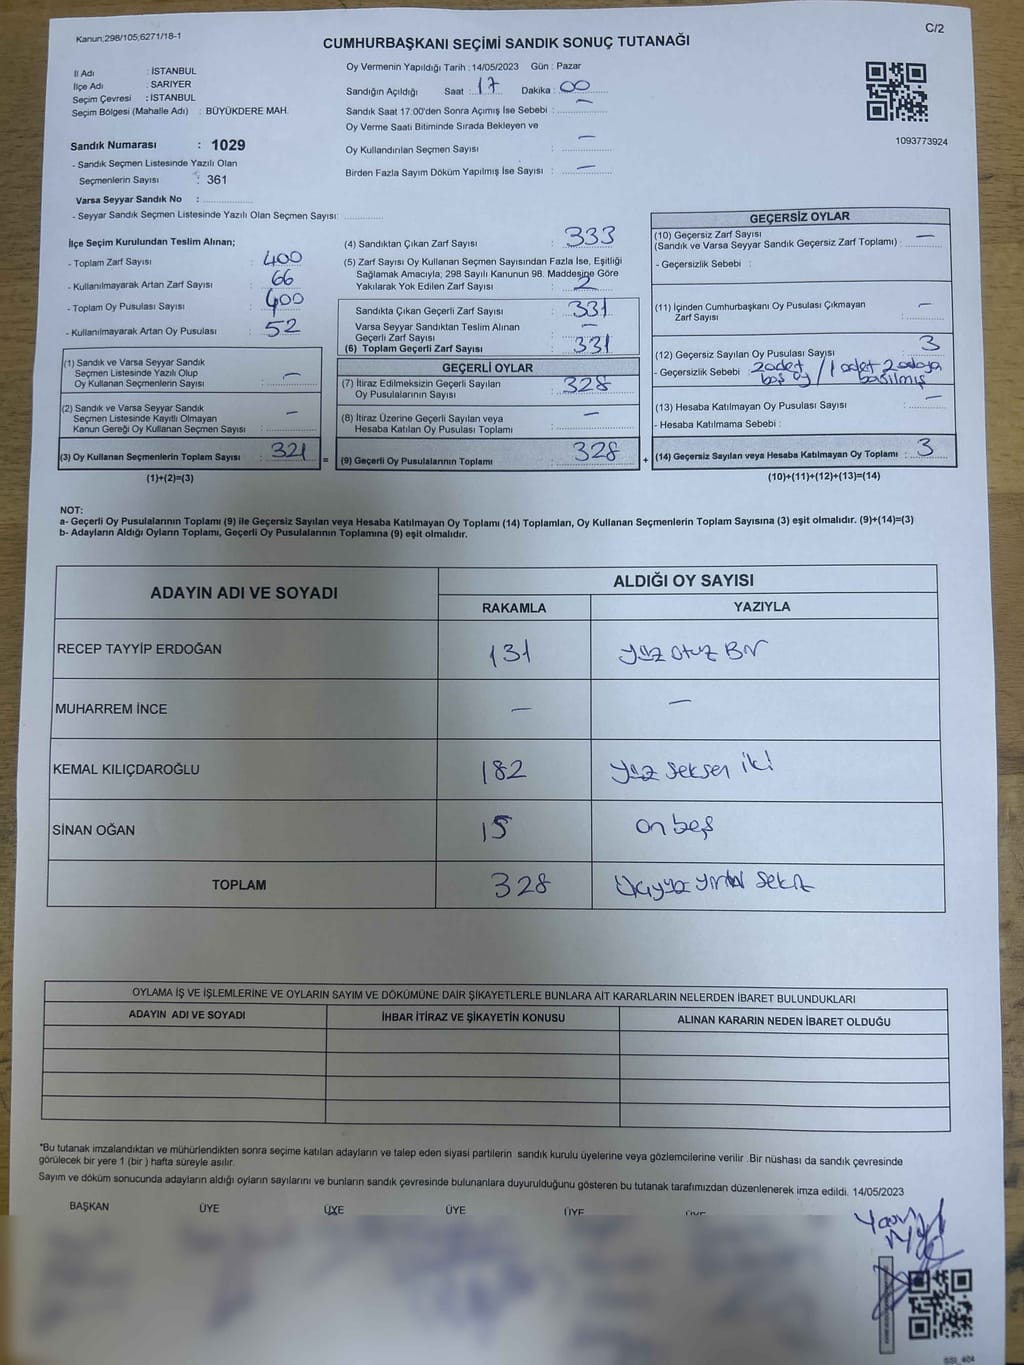 Kanun;298/105;6271/18-1
C/2
CUMHURBAŞKANI SEÇİMİ SANDIK SONUÇ TUTANAĞI
İl Adı : İSTANBUL
İlçe Adı : SARIYER
Seçim Çevresi : İSTANBUL
Seçim Bölgesi (Mahalle Adı) : BÜYÜKDERE MAH.
Sandık Numarası : 1029
- Sandık Seçmen Listesinde Yazılı Olan
Seçmenlerin Sayısı : 361
Varsa Seyyar Sandık No :
- Seyyar Sandık Seçmen Listesinde Yazılı Olan Seçmen Sayısı:
Oy Vermenin Yapıldığı Tarih : 14/05/2023 Gün : Pazar
Sandığın Açıldığı Saat : 17 Dakika : 00
Sandık Saat 17:00'den Sonra Açımış İse Sebebi : —
Oy Verme Saati Bitiminde Sırada Bekleyen ve
Oy Kullandırılan Seçmen Sayısı : —
Birden Fazla Sayım Döküm Yapılmış İse Sayısı : —
1093773924
İlçe Seçim Kurulundan Teslim Alınan;
- Toplam Zarf Sayısı : 400
- Kullanılmayarak Artan Zarf Sayısı : 66
- Toplam Oy Pusulası Sayısı : 400
- Kullanılmayarak Artan Oy Pusulası : 52
(1) Sandık ve Varsa Seyyar Sandık
Seçmen Listesinde Yazılı Olup
Oy Kullanan Seçmenlerin Sayısı : —
(2) Sandık ve Varsa Seyyar Sandık
Seçmen Listesinde Kayıtlı Olmayan
Kanun Gereği Oy Kullanan Seçmen Sayısı : —
(3) Oy Kullanan Seçmenlerin Toplam Sayısı : 321
(1)+(2)=(3)
=
(4) Sandıktan Çıkan Zarf Sayısı : 333
(5) Zarf Sayısı Oy Kullanan Seçmen Sayısından Fazla İse, Eşitliği
Sağlamak Amacıyla; 298 Sayılı Kanunun 98. Maddesine Göre
Yakılarak Yok Edilen Zarf Sayısı : 2
Sandıkta Çıkan Geçerli Zarf Sayısı : 331
Varsa Seyyar Sandıktan Teslim Alınan
Geçerli Zarf Sayısı : —
(6) Toplam Geçerli Zarf Sayısı : 331
GEÇERLİ OYLAR
(7) İtiraz Edilmeksizin Geçerli Sayılan
Oy Pusulalarının Sayısı : 328
(8) İtiraz Üzerine Geçerli Sayılan veya
Hesaba Katılan Oy Pusulası Toplamı : —
(9) Geçerli Oy Pusulalarının Toplamı : 328
+
GEÇERSİZ OYLAR
(10) Geçersiz Zarf Sayısı —
(Sandık ve Varsa Seyyar Sandık Geçersiz Zarf Toplamı) :
- Geçersizlik Sebebi :
(11) İçinden Cumhurbaşkanı Oy Pusulası Çıkmayan
Zarf Sayısı : —
(12) Geçersiz Sayılan Oy Pusulası Sayısı : 3
- Geçersizlik Sebebi : 2 adet boş oy / 1 adet 2 adaya
basılmış
(13) Hesaba Katılmayan Oy Pusulası Sayısı : —
- Hesaba Katılmama Sebebi :
(14) Geçersiz Sayılan veya Hesaba Katılmayan Oy Toplamı : 3
(10)+(11)+(12)+(13)=(14)
NOT:
a- Geçerli Oy Pusulalarının Toplamı (9) ile Geçersiz Sayılan veya Hesaba Katılmayan Oy Toplamı (14) Toplamları, Oy Kullanan Seçmenlerin Toplam Sayısına (3) eşit olmalıdır. (9)+(14)=(3)
b- Adayların Aldığı Oyların Toplamı, Geçerli Oy Pusulalarının Toplamına (9) eşit olmalıdır.
ADAYIN ADI VE SOYADI ALDIĞI OY SAYISI
RAKAMLA YAZIYLA
RECEP TAYYİP ERDOĞAN 131 Yüz otuz Bir
MUHARREM İNCE — —
KEMAL KILIÇDAROĞLU 182 Yüz Seksen iki
SİNAN OĞAN 15 on beş
TOPLAM 328 Üçyüz yirmi Sekiz
OYLAMA İŞ VE İŞLEMLERİNE VE OYLARIN SAYIM VE DÖKÜMÜNE DAİR ŞİKAYETLERLE BUNLARA AİT KARARLARIN NELERDEN İBARET BULUNDUKLARI
ADAYIN ADI VE SOYADI İHBAR İTİRAZ VE ŞİKAYETİN KONUSU ALINAN KARARIN NEDEN İBARET OLDUĞU
*Bu tutanak imzalandıktan ve mühürlendikten sonra seçime katılan adayların ve talep eden siyasi partilerin sandık kurulu üyelerine veya gözlemcilerine verilir .Bir nüshası da sandık çevresinde
görülecek bir yere 1 (bir ) hafta süreyle asılır.
Sayım ve döküm sonucunda adayların aldığı oyların sayılarını ve bunların sandık çevresinde bulunanlara duyurulduğunu gösteren bu tutanak tarafımızdan düzenlenerek imza edildi. 14/05/2023
BAŞKAN ÜYE ÜYE ÜYE ÜYE ÜYE